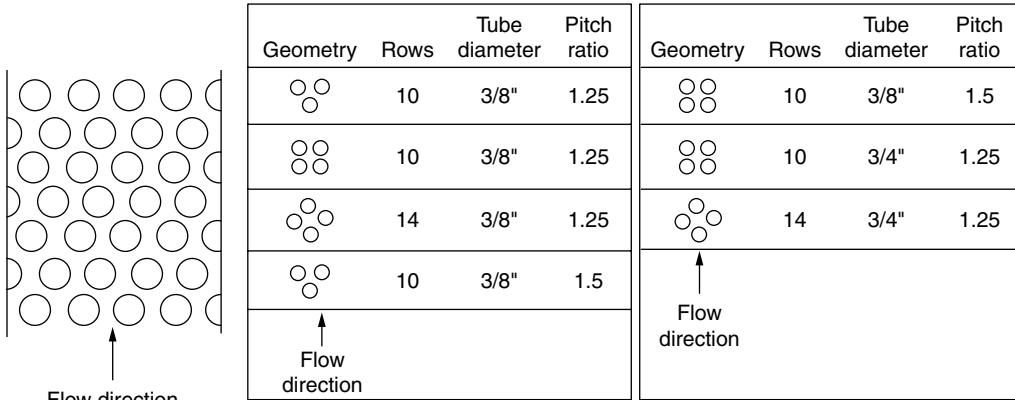 Flow direction
Tube Pitch
Geometry Rows diameter ratio
10 3/8" 1.25
10 3/8" 1.25
14 3/8" 1.25
10 3/8" 1.5
Flow
direction
Tube Pitch
Geometry Rows diameter ratio
10 3/8" 1.5
10 3/4" 1.25
14 3/4" 1.25
Flow
direction